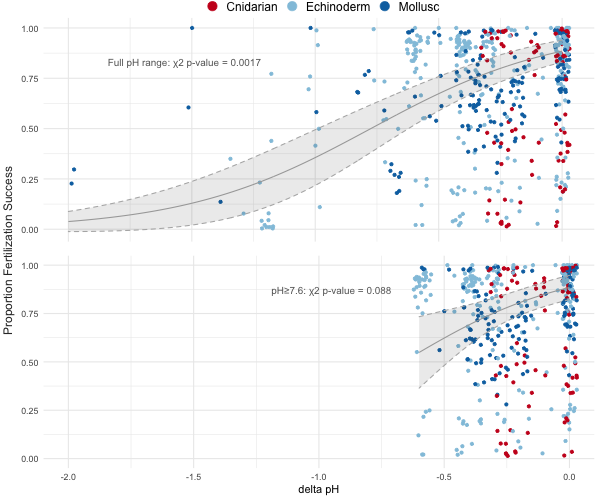 Cnidarian Echinoderm Mollusc
Proportion Fertilization Success
1.00
Full pH range: χ2 p-value = 0.0017
0.75
0.50
0.25
0.00
1.00
pH≥7.6: χ2 p-value = 0.088
0.75
0.50
0.25
0.00
-2.0 -1.5 -1.0 -0.5 0.0
delta pH